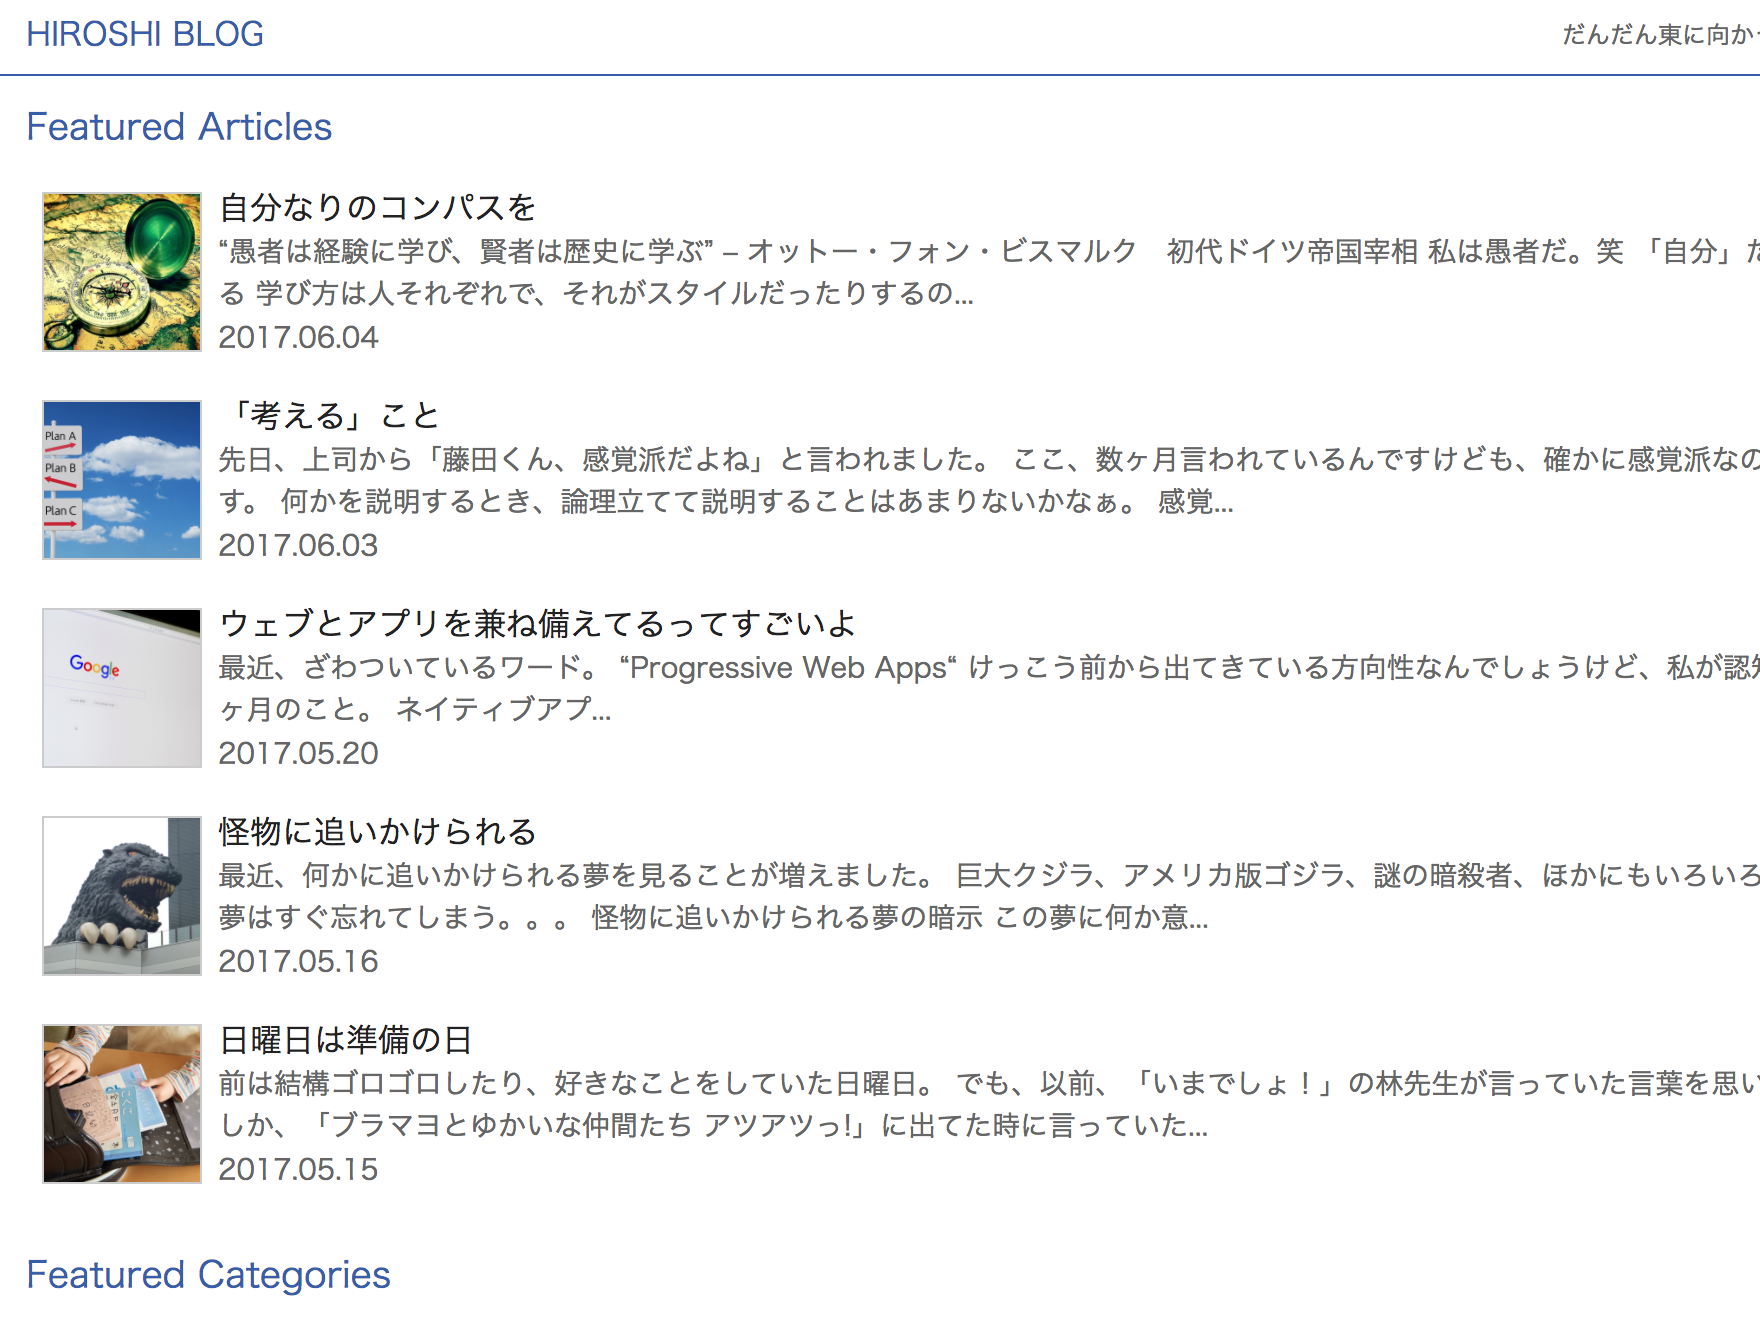 HIROSHI BLOG
だんだん東に向か
Featured Articles
自分なりのコンパスを
“愚者は経験に学び、賢者は歴史に学ぶ” – オットー・フォン・ビスマルク　初代ドイツ帝国宰相 私は愚者だ。笑 「自分」だ
る 学び方は人それぞれで、それがスタイルだったりするの...
2017.06.04
Plan A
Plan B
Plan C
「考える」こと
先日、上司から「藤田くん、感覚派だよね」と言われました。 ここ、数ヶ月言われているんですけども、確かに感覚派なの
す。 何かを説明するとき、論理立てて説明することはあまりないかなぁ。 感覚...
2017.06.03
Google
ウェブとアプリを兼ね備えてるってすごいよ
最近、ざわついているワード。 “Progressive Web Apps“ けっこう前から出てきている方向性なんでしょうけど、私が認知
ヶ月のこと。 ネイティブアプ...
2017.05.20
怪物に追いかけられる
最近、何かに追いかけられる夢を見ることが増えました。 巨大クジラ、アメリカ版ゴジラ、謎の暗殺者、ほかにもいろいろ
夢はすぐ忘れてしまう。。。 怪物に追いかけられる夢の暗示 この夢に何か意...
2017.05.16
日曜日は準備の日
前は結構ゴロゴロしたり、好きなことをしていた日曜日。 でも、以前、「いまでしょ！」の林先生が言っていた言葉を思い
しか、「ブラマヨとゆかいな仲間たち アツアツっ!」に出てた時に言っていた...
2017.05.15
Featured Categories